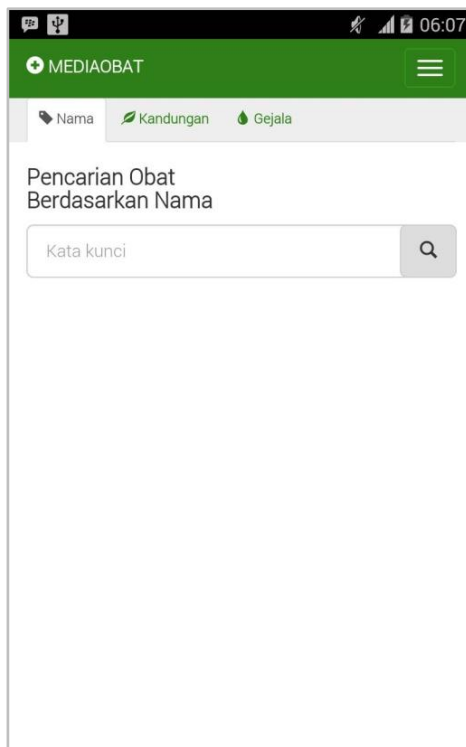 06:07
MEDIAOBAT
Nama Kandungan Gejala
Pencarian Obat
Berdasarkan Nama
Kata kunci